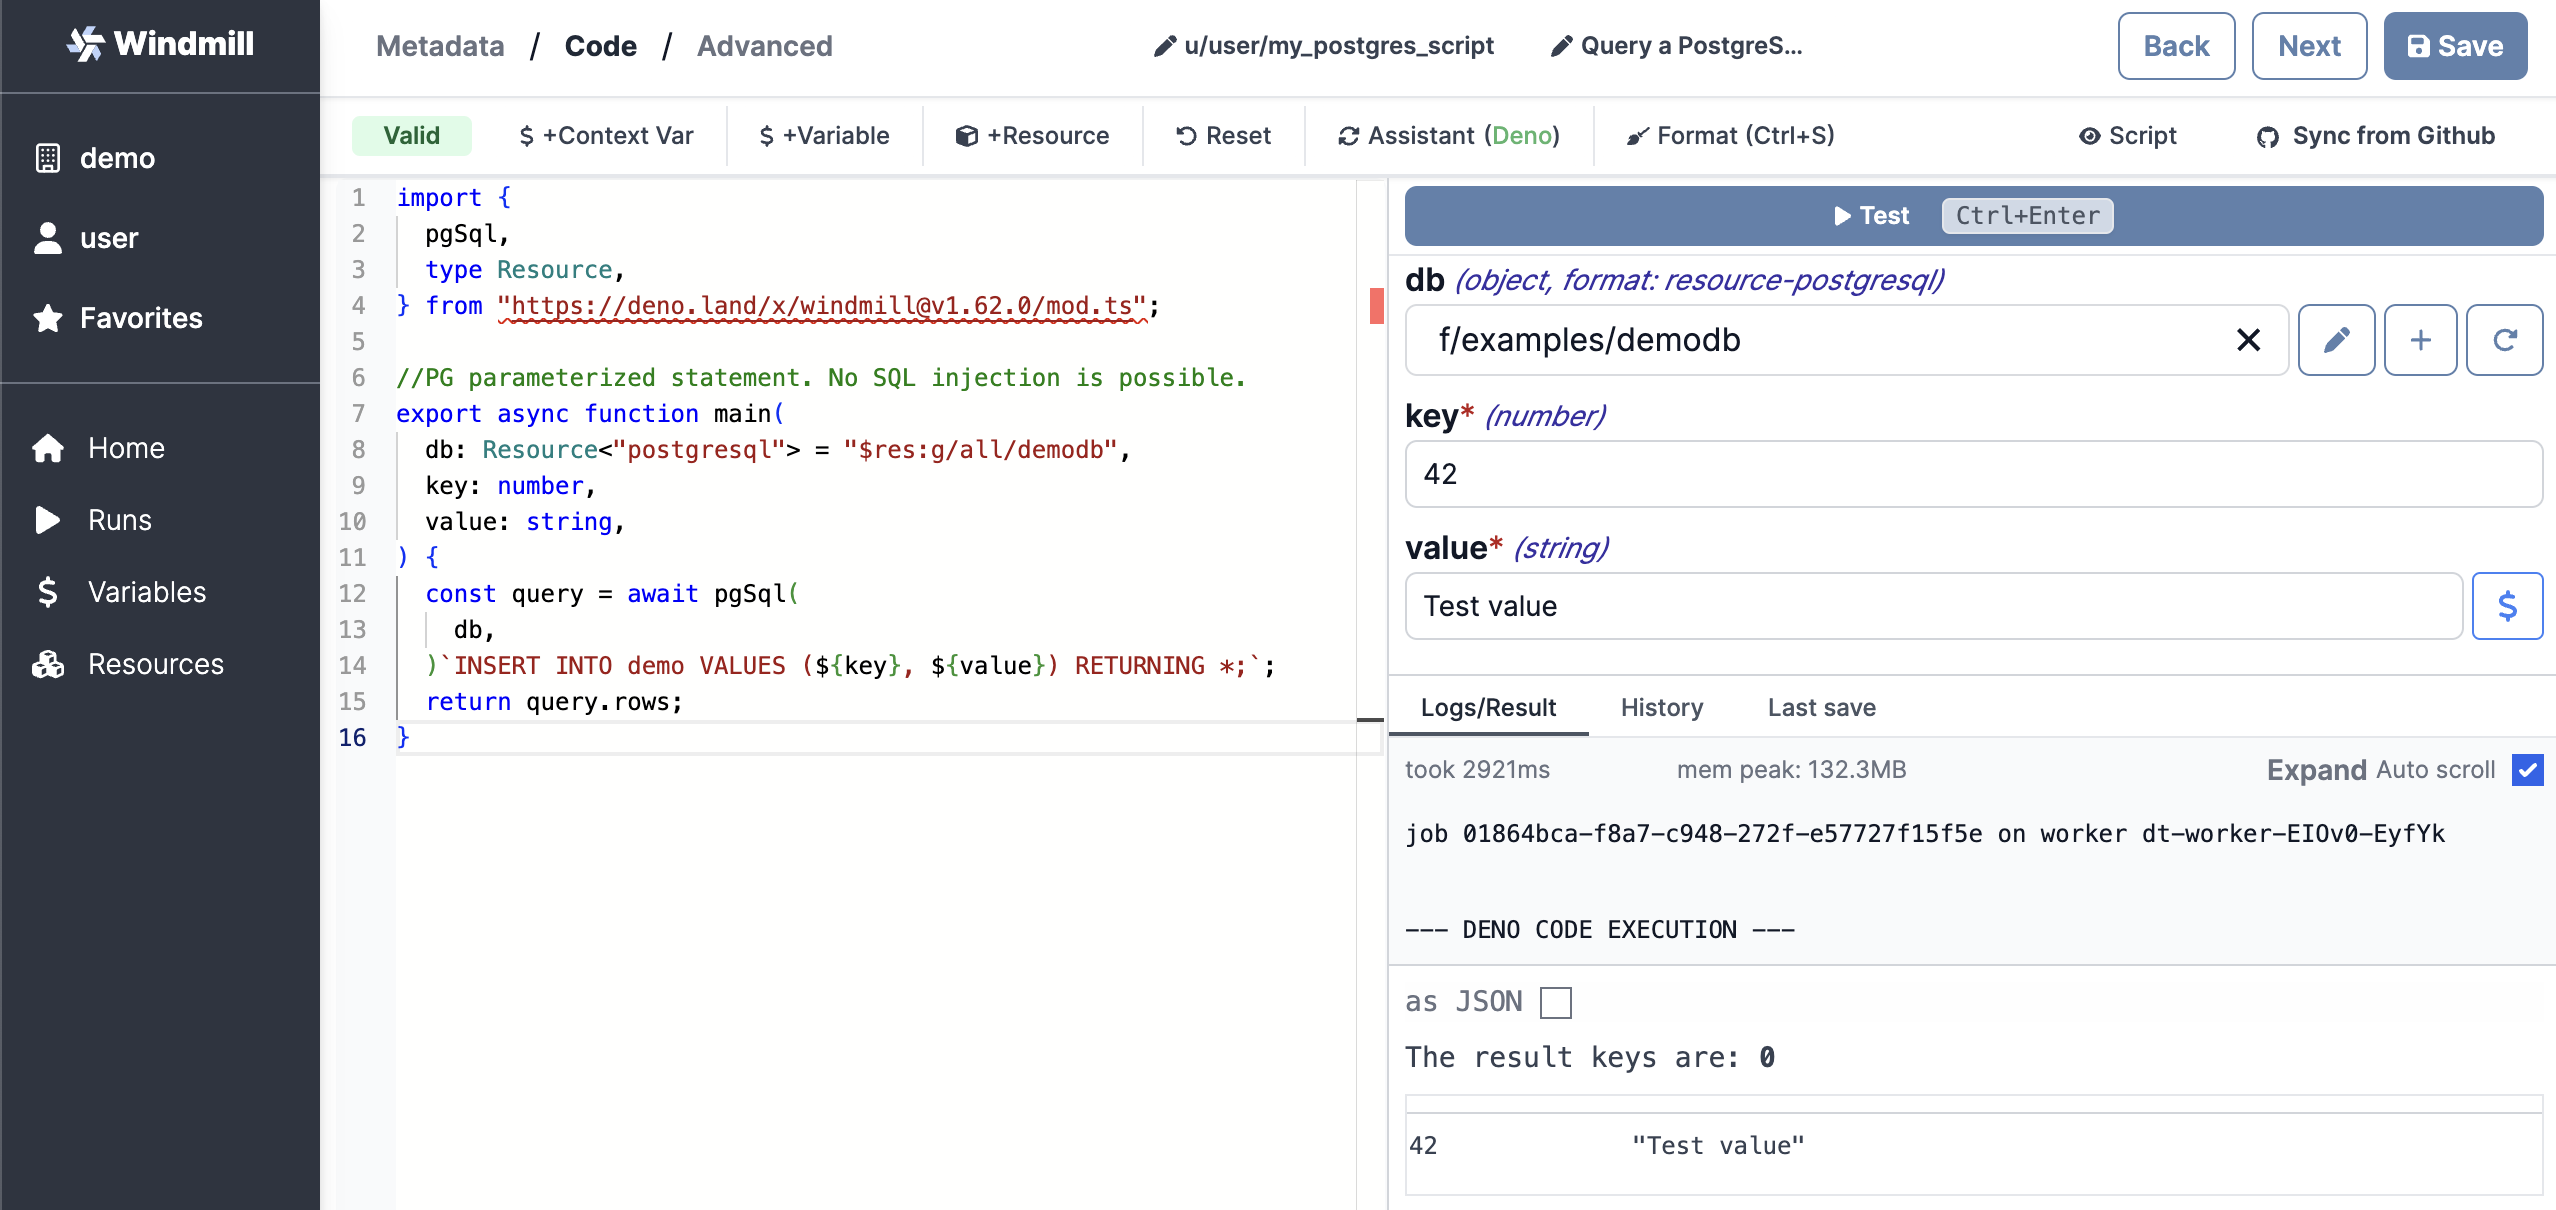 Windmill
demo
user
Favorites
Home
Runs
Variables
Resources
Metadata / Code / Advanced
u/user/my_postgres_script
Query a PostgreS...
Back
Next
Save
Valid
$ +Context Var
$ +Variable
+Resource
Reset
Assistant (Deno)
Format (Ctrl+S)
Script
Sync from Github
1 import {
2   pgSql,
3   type Resource,
4 } from "https://deno.land/x/windmill@v1.62.0/mod.ts";
5
6 //PG parameterized statement. No SQL injection is possible.
7 export async function main(
8   db: Resource<"postgresql"> = "$res:g/all/demodb",
9   key: number,
10   value: string,
11 ) {
12   const query = await pgSql(
13     db,
14   )`INSERT INTO demo VALUES (${key}, ${value}) RETURNING *;`;
15   return query.rows;
16 }
Test Ctrl+Enter
db (object, format: resource-postgresql)
f/examples/demodb
key* (number)
42
value* (string)
Test value
$
Logs/Result History Last save
took 2921ms mem peak: 132.3MB Expand Auto scroll
job 01864bca-f8a7-c948-272f-e57727f15f5e on worker dt-worker-EIOv0-EyfYk
--- DENO CODE EXECUTION ---
as JSON
The result keys are: 0
42 "Test value"